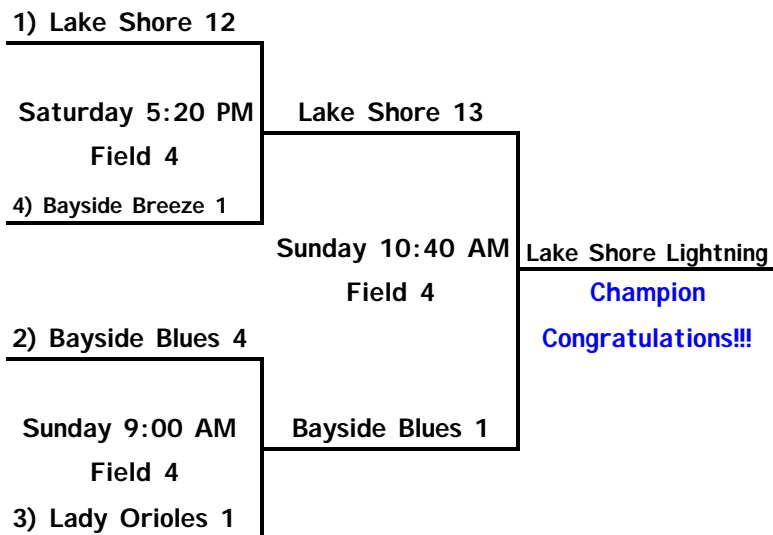 1) Lake Shore 12
Saturday 5:20 PM
Field 4
4) Bayside Breeze 1
Lake Shore 13
Sunday 10:40 AM
Field 4
Lake Shore Lightning
Champion
Congratulations!!!
2) Bayside Blues 4
Sunday 9:00 AM
Field 4
3) Lady Orioles 1
Bayside Blues 1